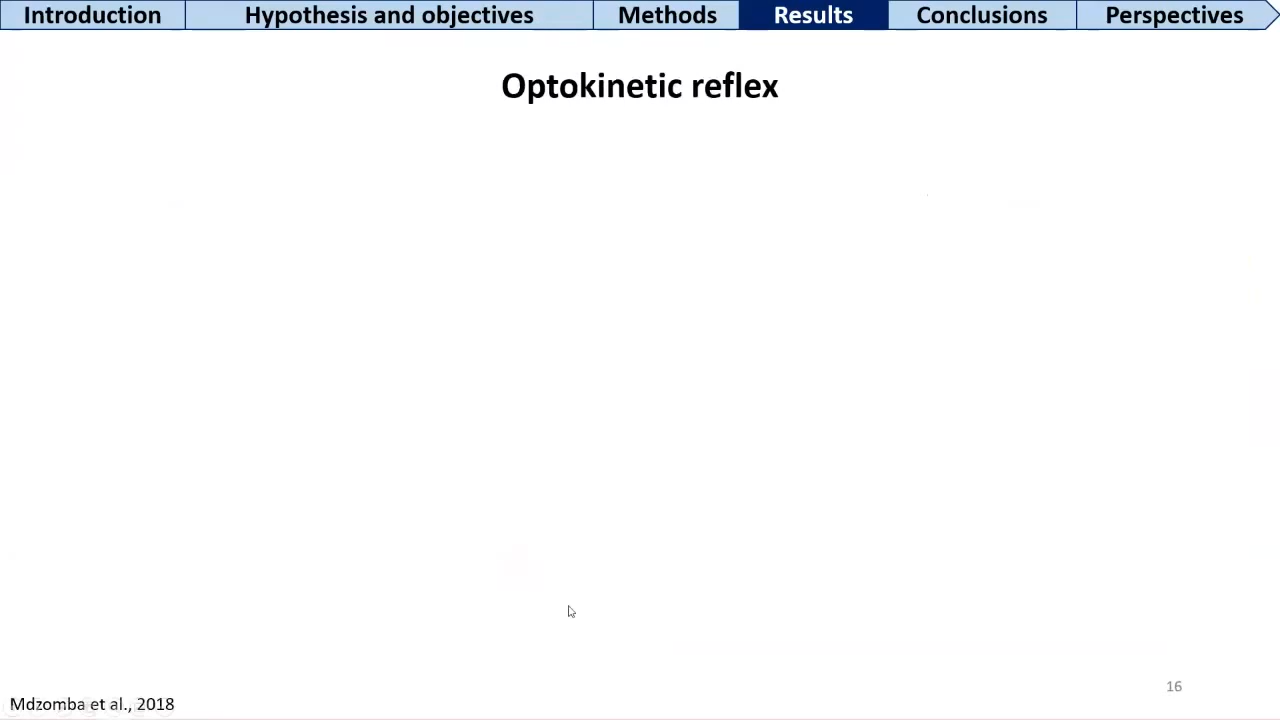 Introduction
Hypothesis and objectives
Methods
Results
Conclusions
Perspectives
Optokinetic reflex
16
Mdzomba et al., 2018